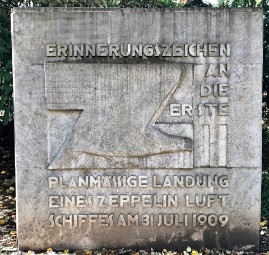 ERINNERUNGSZEICHEN
AN
DIE
ERSTE
PLANMÄSSIGE LANDUNG
EINES ZEPPELIN LUFT
SCHIFFES AM 31 JULI 1909